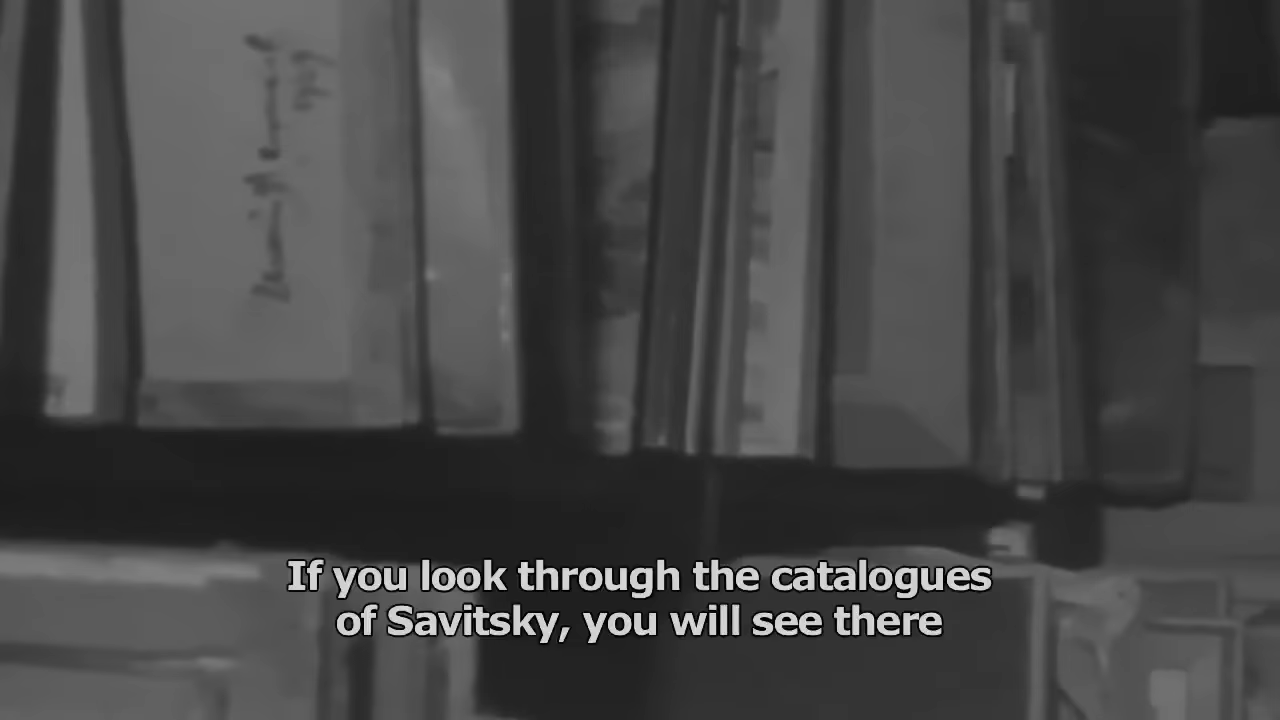 If you look through the catalogues
of Savitsky, you will see there